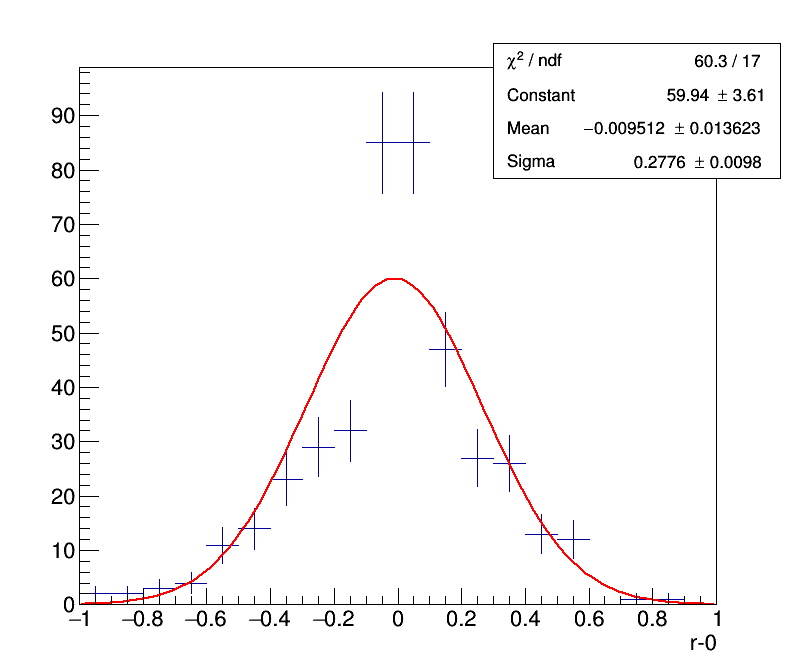 χ² / ndf 60.3 / 17
Constant 59.94 ± 3.61
Mean −0.009512 ± 0.013623
Sigma 0.2776 ± 0.0098
90
80
70
60
50
40
30
20
10
0
−1 −0.8 −0.6 −0.4 −0.2 0 0.2 0.4 0.6 0.8 1
r-0